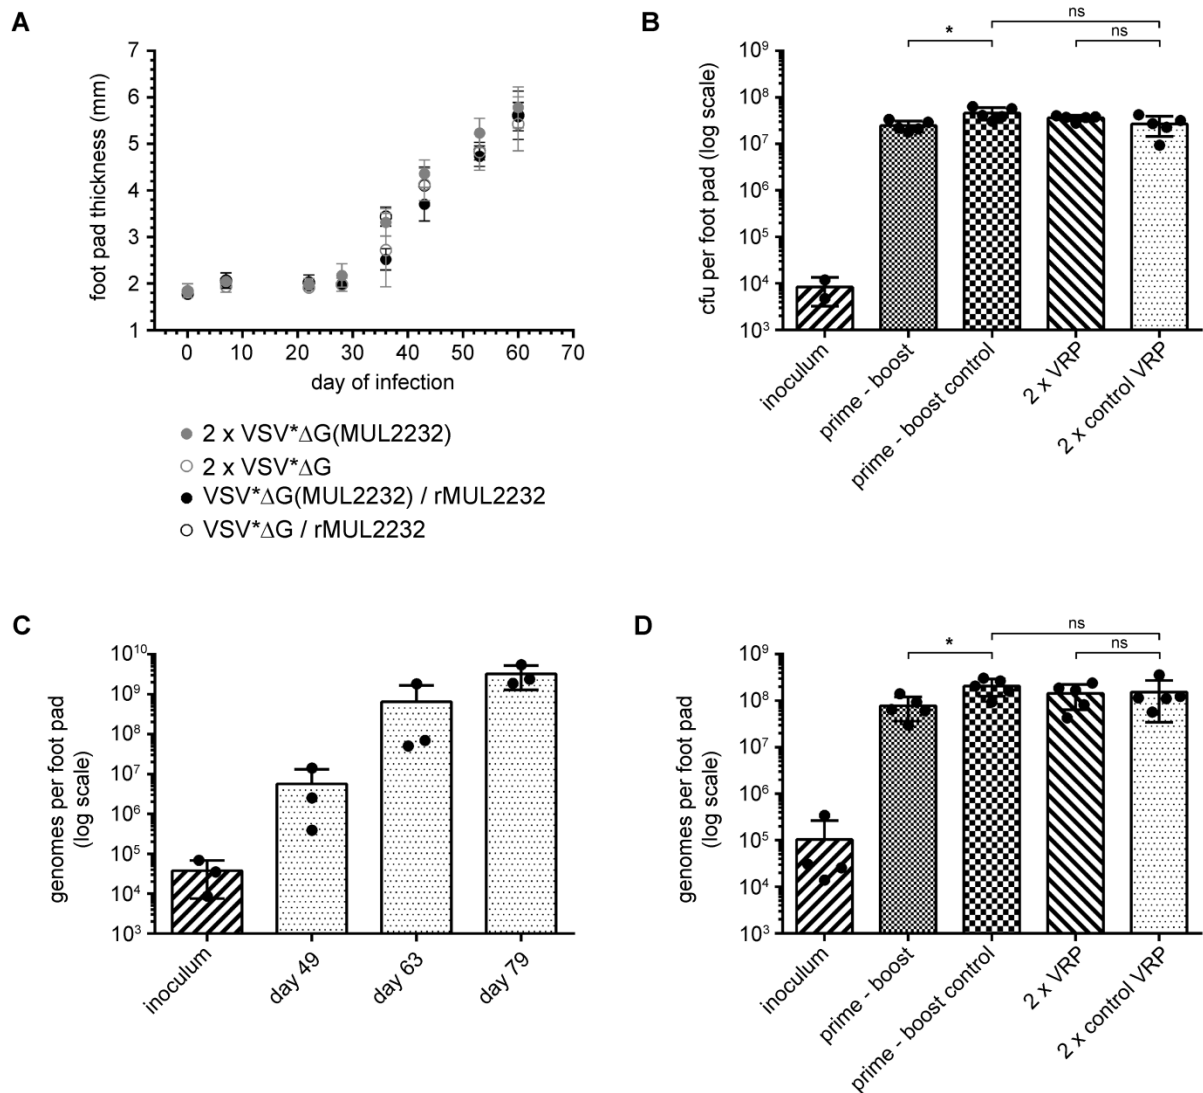 A
7
6
5
4
3
2
1
foot pad thickness (mm)
0 10 20 30 40 50 60 70
day of infection
2 x VSV*ΔG(MUL2232)
2 x VSV*ΔG
VSV*ΔG(MUL2232) / rMUL2232
VSV*ΔG / rMUL2232
B
ns
* ns
10⁹
10⁸
10⁷
10⁶
10⁵
10⁴
10³
cfu per foot pad (log scale)
inoculum
prime - boost
prime - boost control
2 x VRP
2 x control VRP
C
10¹⁰
10⁹
10⁸
10⁷
10⁶
10⁵
10⁴
10³
genomes per foot pad
(log scale)
inoculum
day 49
day 63
day 79
D
ns
* ns
10⁹
10⁸
10⁷
10⁶
10⁵
10⁴
10³
genomes per foot pad
(log scale)
inoculum
prime - boost
prime - boost control
2 x VRP
2 x control VRP